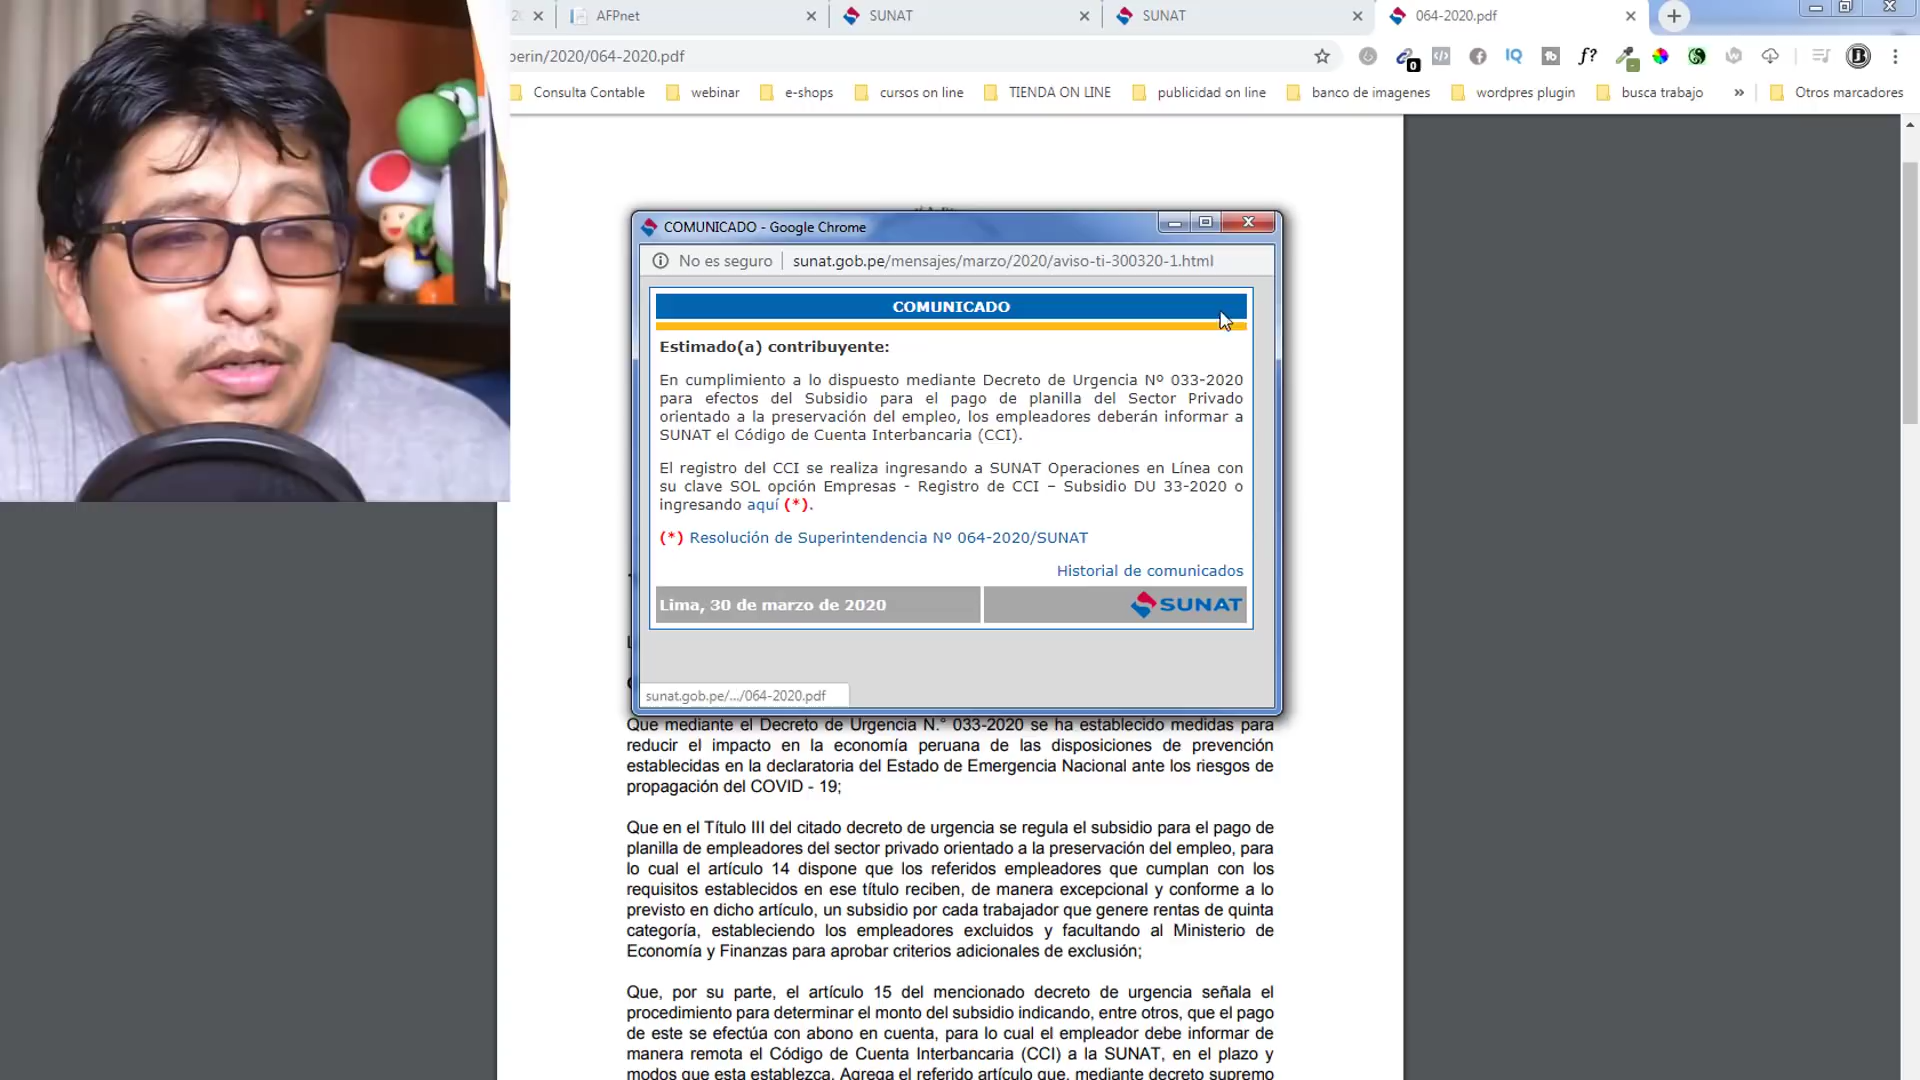 AFPnet
SUNAT
SUNAT
064-2020.pdf
perin/2020/064-2020.pdf
IQ
f?
0
Consulta Contable
webinar
e-shops
cursos on line
TIENDA ON LINE
publicidad on line
banco de imagenes
wordpres plugin
busca trabajo
»
Otros marcadores
COMUNICADO - Google Chrome
No es seguro
sunat.gob.pe/mensajes/marzo/2020/aviso-ti-300320-1.html
COMUNICADO
Estimado(a) contribuyente:
En cumplimiento a lo dispuesto mediante Decreto de Urgencia Nº 033-2020
para efectos del Subsidio para el pago de planilla del Sector Privado
orientado a la preservación del empleo, los empleadores deberán informar a
SUNAT el Código de Cuenta Interbancaria (CCI).
El registro del CCI se realiza ingresando a SUNAT Operaciones en Línea con
su clave SOL opción Empresas - Registro de CCI – Subsidio DU 33-2020 o
ingresando aquí (*).
(*) Resolución de Superintendencia Nº 064-2020/SUNAT
Historial de comunicados
Lima, 30 de marzo de 2020
SUNAT
sunat.gob.pe/.../064-2020.pdf
Que mediante el Decreto de Urgencia N.° 033-2020 se ha establecido medidas para
reducir el impacto en la economía peruana de las disposiciones de prevención
establecidas en la declaratoria del Estado de Emergencia Nacional ante los riesgos de
propagación del COVID - 19;
Que en el Título III del citado decreto de urgencia se regula el subsidio para el pago de
planilla de empleadores del sector privado orientado a la preservación del empleo, para
lo cual el artículo 14 dispone que los referidos empleadores que cumplan con los
requisitos establecidos en ese título reciben, de manera excepcional y conforme a lo
previsto en dicho artículo, un subsidio por cada trabajador que genere rentas de quinta
categoría, estableciendo los empleadores excluidos y facultando al Ministerio de
Economía y Finanzas para aprobar criterios adicionales de exclusión;
Que, por su parte, el artículo 15 del mencionado decreto de urgencia señala el
procedimiento para determinar el monto del subsidio indicando, entre otros, que el pago
de este se efectúa con abono en cuenta, para lo cual el empleador debe informar de
manera remota el Código de Cuenta Interbancaria (CCI) a la SUNAT, en el plazo y
modos que esta establezca. Agrega el referido artículo que, mediante decreto supremo